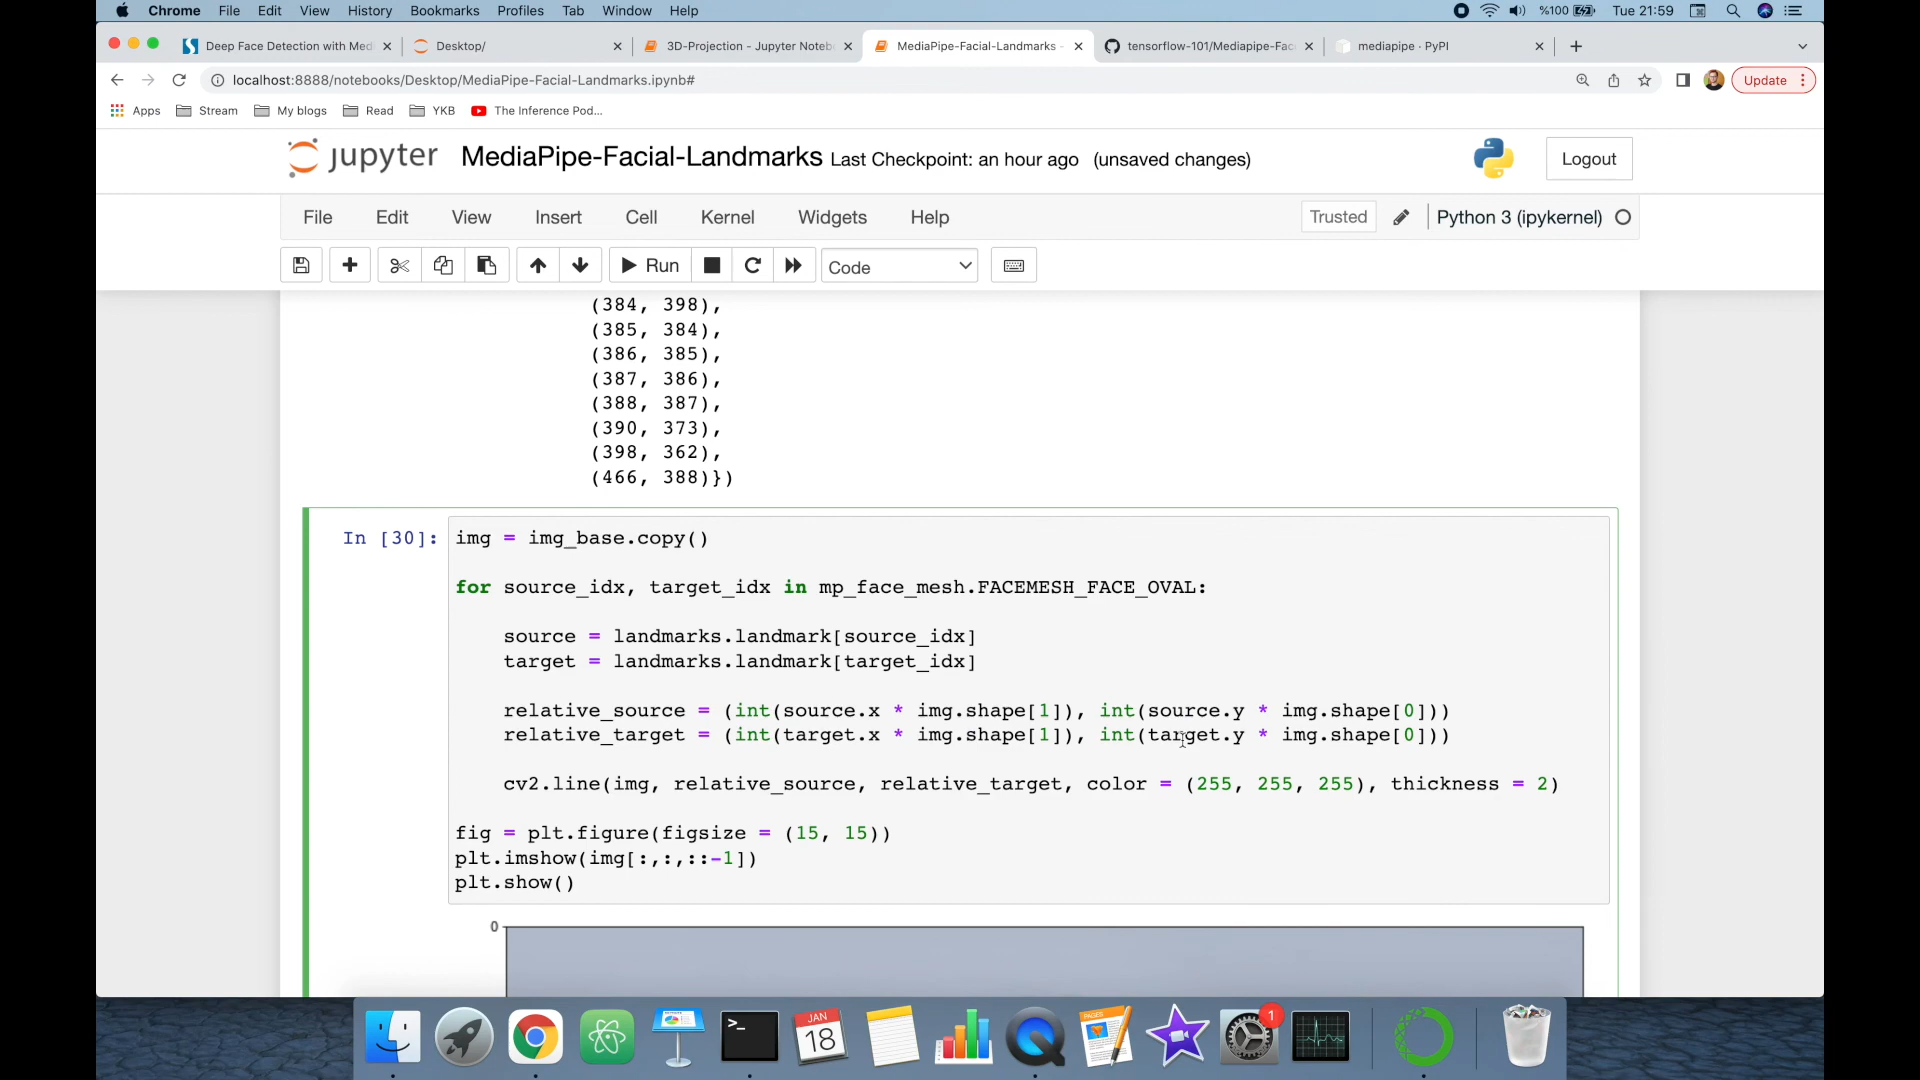 Chrome File Edit View History Bookmarks Profiles Tab Window Help %100 Tue 21:59
Deep Face Detection with Med Desktop/ 3D-Projection - Jupyter Noteb MediaPipe-Facial-Landmarks - tensorflow-101/Mediapipe-Fac mediapipe · PyPI
localhost:8888/notebooks/Desktop/MediaPipe-Facial-Landmarks.ipynb# Update
Apps Stream My blogs Read YKB The Inference Pod...
jupyter MediaPipe-Facial-Landmarks Last Checkpoint: an hour ago (unsaved changes) Logout
File Edit View Insert Cell Kernel Widgets Help Trusted Python 3 (ipykernel)
Run Code
(384, 398),
(385, 384),
(386, 385),
(387, 386),
(388, 387),
(390, 373),
(398, 362),
(466, 388)})
In [30]: img = img_base.copy()
for source_idx, target_idx in mp_face_mesh.FACEMESH_FACE_OVAL:
source = landmarks.landmark[source_idx]
target = landmarks.landmark[target_idx]
relative_source = (int(source.x * img.shape[1]), int(source.y * img.shape[0]))
relative_target = (int(target.x * img.shape[1]), int(target.y * img.shape[0]))
cv2.line(img, relative_source, relative_target, color = (255, 255, 255), thickness = 2)
fig = plt.figure(figsize = (15, 15))
plt.imshow(img[:,:,::-1])
plt.show()
0
JAN
18
PAGES
1